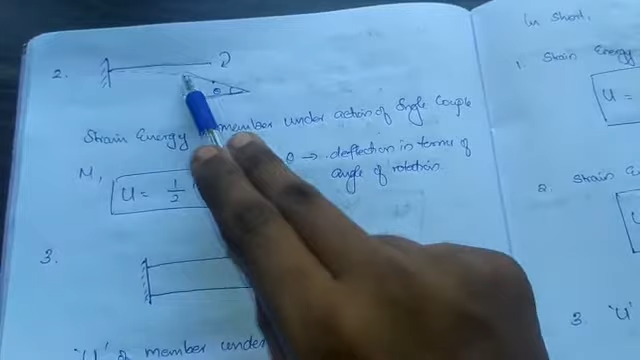 2.
θ
Strain Energy member under action of Single Couple
M, θ → deflection in terms of
angle of rotation
U = 1/2
3.
'U' member under
In Short,
1. Strain Energy
U =
2. Strain
3. 'U'